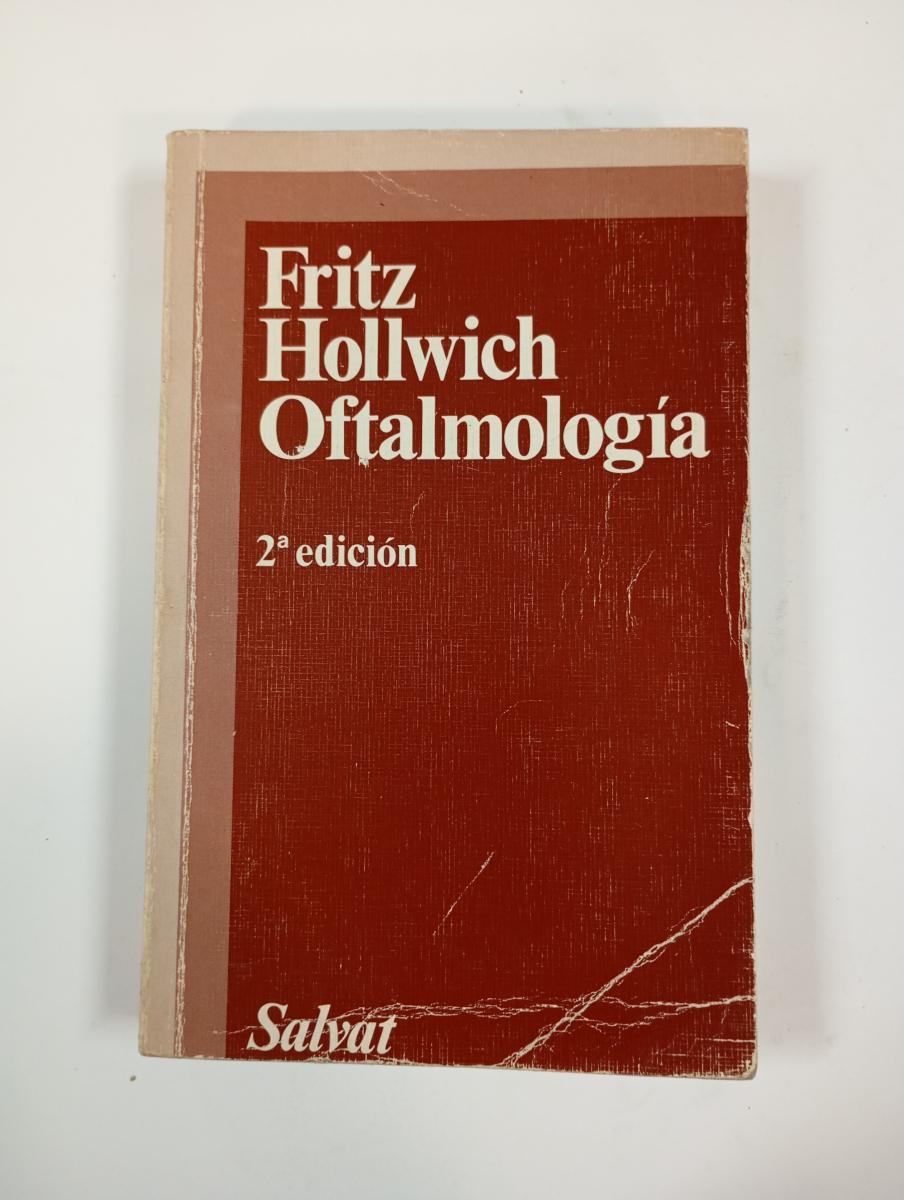 Fritz
Hollwich
Oftalmología
2ª edición
Salvat